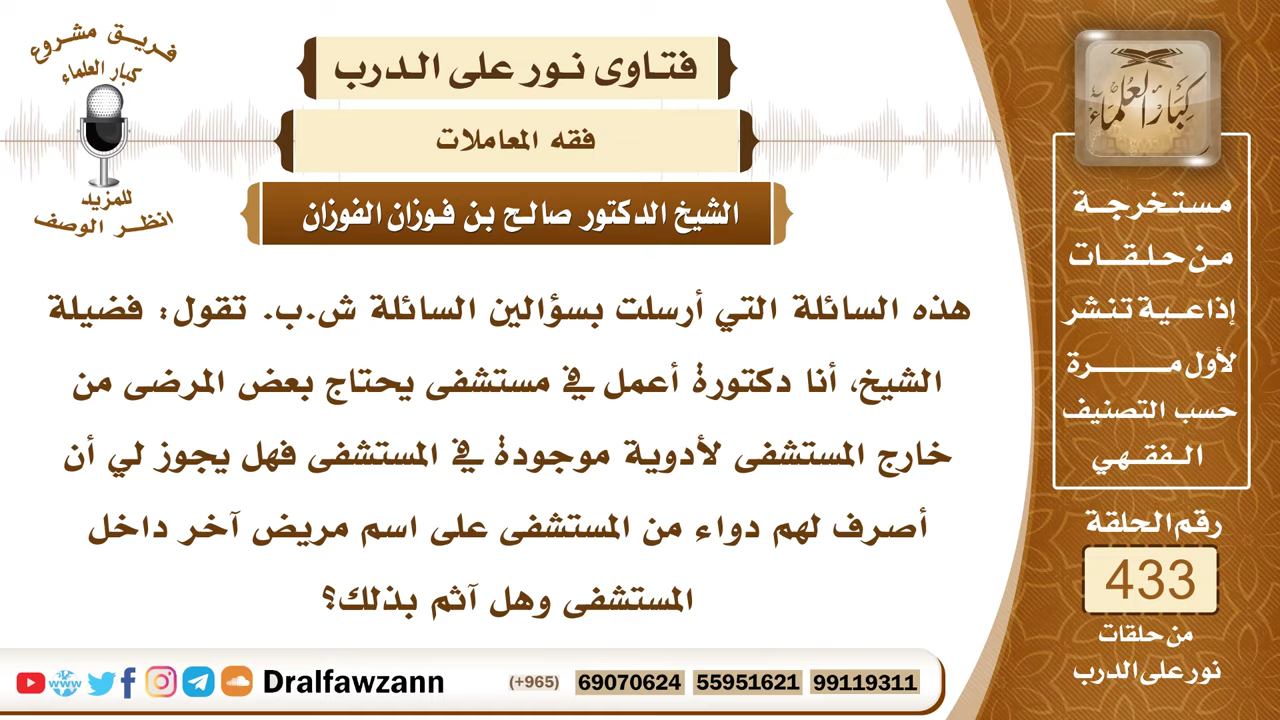 فريق مشروع
كبار العلماء
للمزيد
انظر الوصف
فتاوى نور على الدرب
فقه المعاملات
الشيخ الدكتور صالح بن فوزان الفوزان
هذه السائلة التي أرسلت بسؤالين السائلة ش.ب. تقول: فضيلة
الشيخ، أنا دكتورة أعمل في مستشفى يحتاج بعض المرضى من
خارج المستشفى لأدوية موجودة في المستشفى فهل يجوز لي أن
أصرف لهم دواء من المستشفى على اسم مريض آخر داخل
المستشفى وهل آثم بذلك؟
كبار العلماء
مستخرجة
من حلقات
إذاعية تنشر
لأول مرة
حسب التصنيف
الفقهي
رقم الحلقة
433
من حلقات
نور على الدرب
www Dralfawzann (+965) 69070624 55951621 99119311